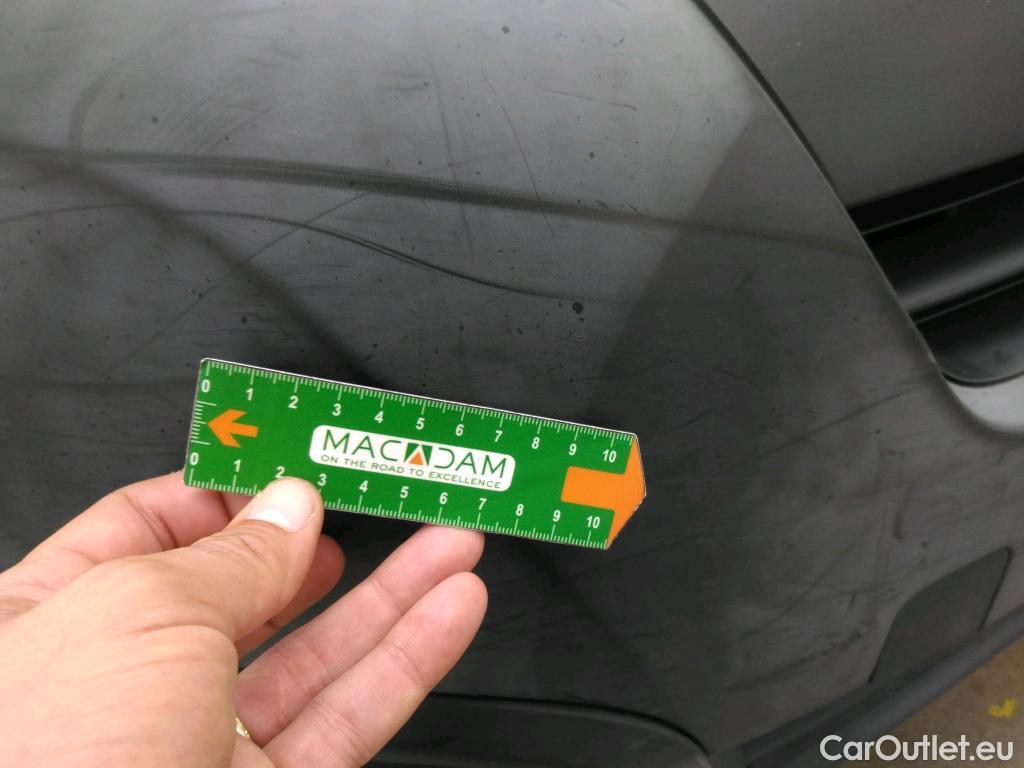 0 1 2 3 4 5 6 7 8 9 10
MACADAM
ON THE ROAD TO EXCELLENCE
0 1 2 3 4 5 6 7 8 9 10
CarOutlet.eu